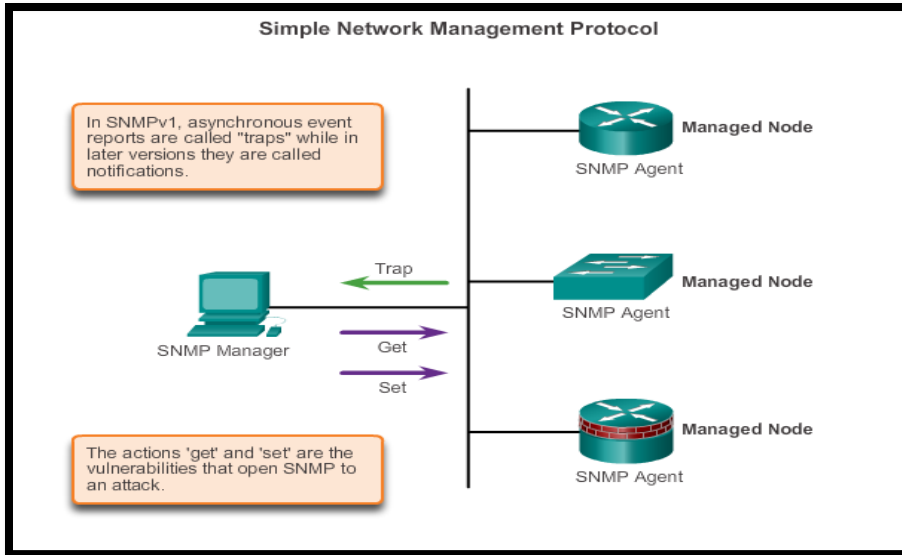 Simple Network Management Protocol
In SNMPv1, asynchronous event
reports are called "traps" while in
later versions they are called
notifications.
Managed Node
SNMP Agent
Trap
Managed Node
SNMP Agent
SNMP Manager
Get
Set
Managed Node
SNMP Agent
The actions 'get' and 'set' are the
vulnerabilities that open SNMP to
an attack.